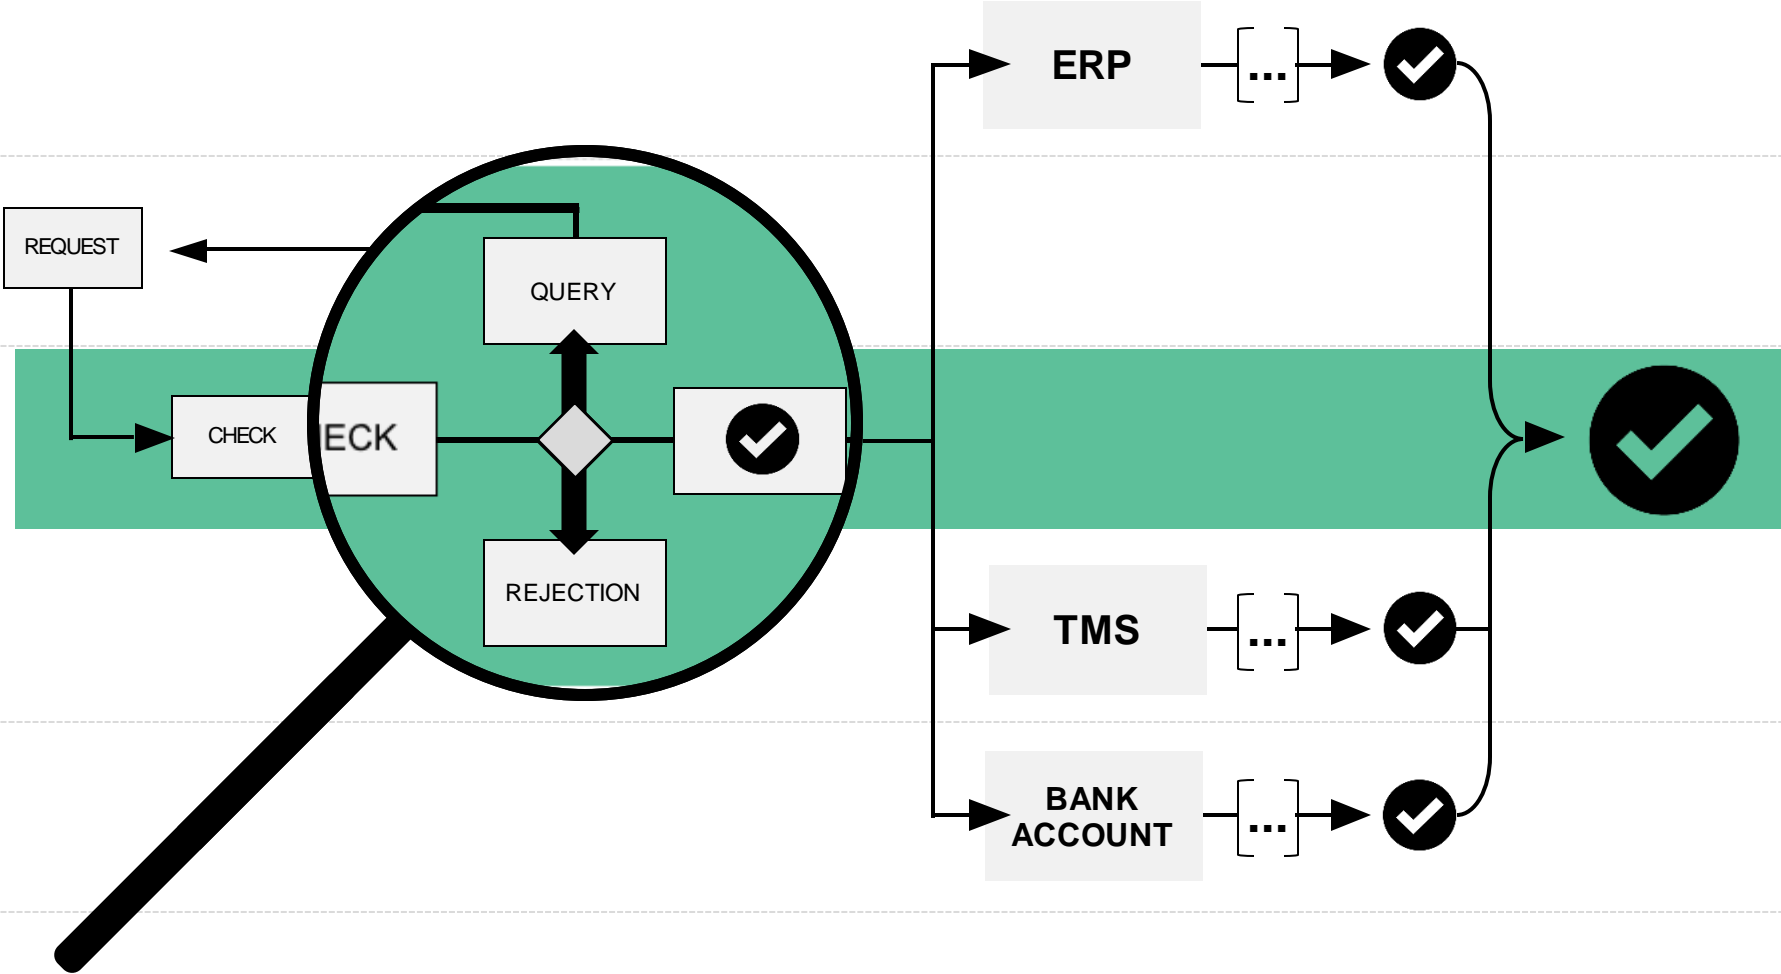 ERP
[...]
REQUEST
QUERY
CHECK
ECK
REJECTION
TMS
[...]
BANK
ACCOUNT
[...]